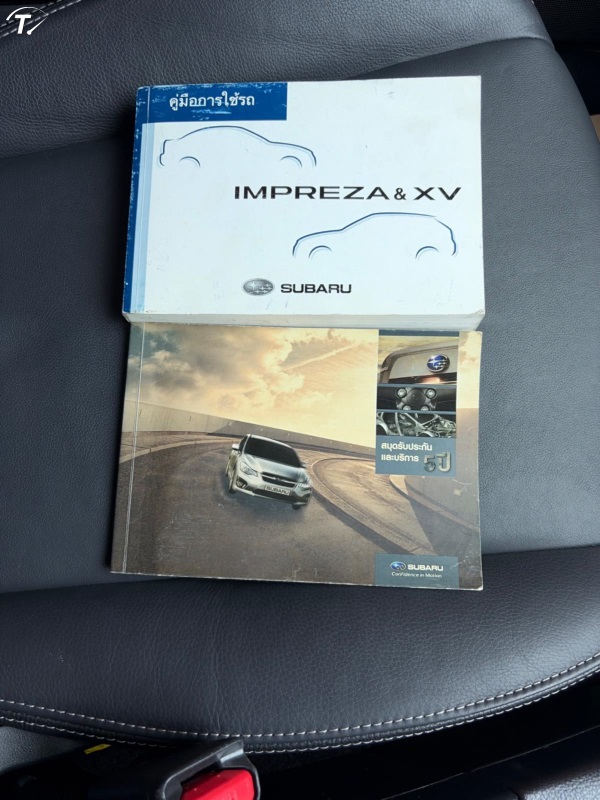 T.
คู่มือการใช้รถ
IMPREZA & XV
SUBARU
สมุดรับประกัน
และบริการ 5ปี
SUBARU
Confidence in Motion